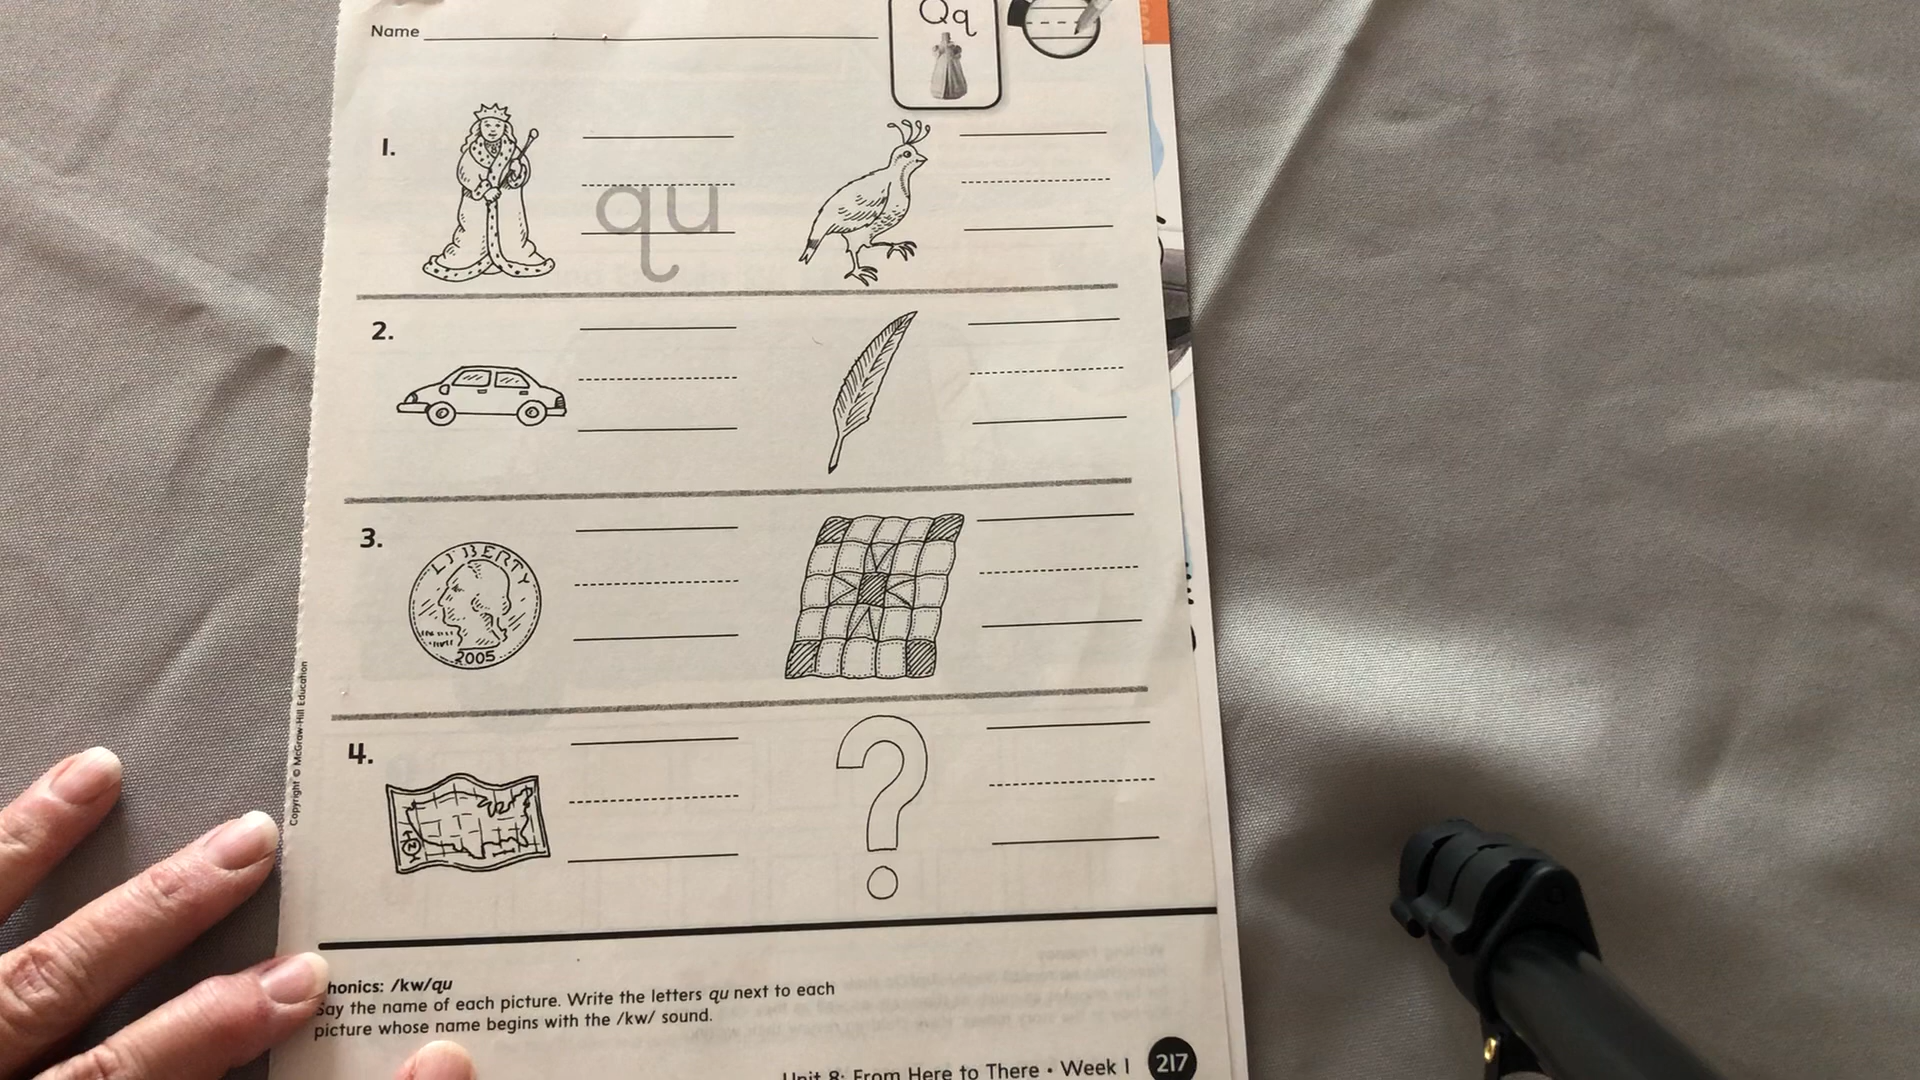 Name
Qq
1.
qu
2.
3.
LIBERTY
2005
4.
N
Copyright © McGraw-Hill Education
honics: /kw/qu
Say the name of each picture. Write the letters qu next to each
picture whose name begins with the /kw/ sound.
Unit 8: From Here to There • Week 1 217